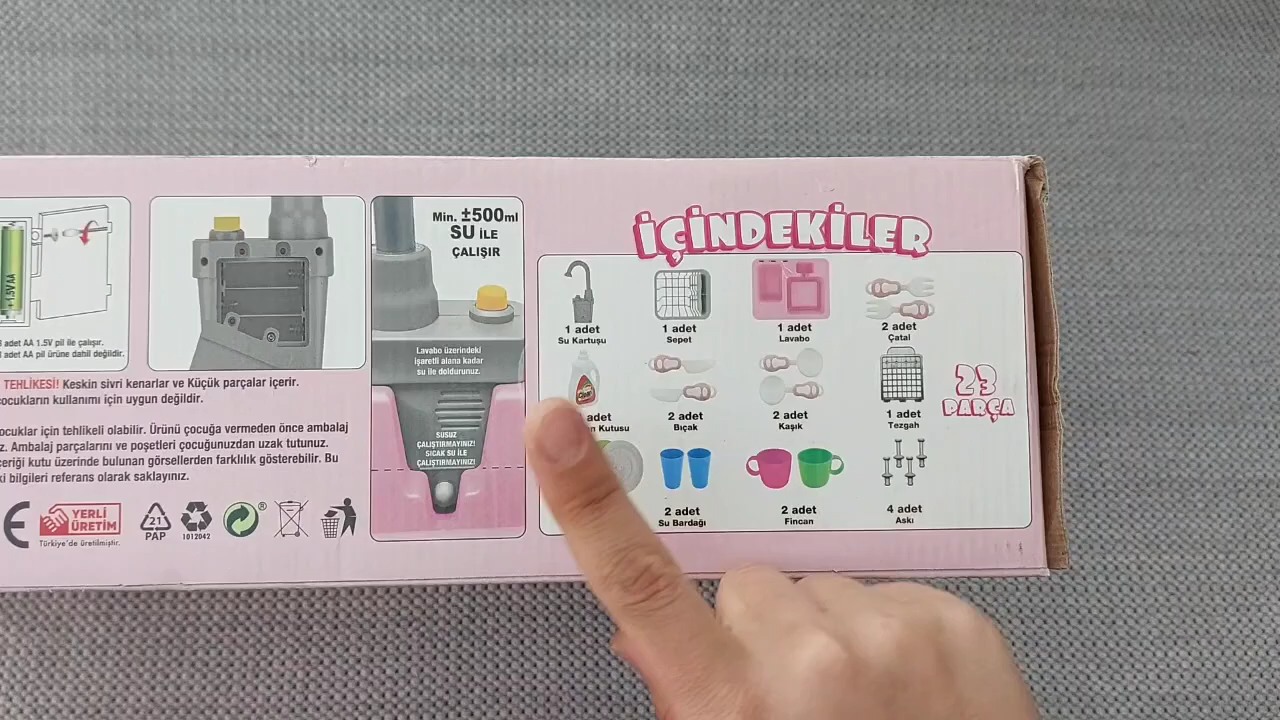 + 1.5V AA
adet AA 1.5V pil ile çalışır.
adet AA pil ürüne dahil değildir.
TEHLİKESİ! Keskin sivri kenarlar ve Küçük parçalar içerir.
çocukların kullanımı için uygun değildir.
çocuklar için tehlikeli olabilir. Ürünü çocuğa vermeden önce ambalaj
z. Ambalaj parçalarını ve poşetleri çocuğunuzdan uzak tutunuz.
eriği kutu üzerinde bulunan görsellerden farklılık gösterebilir. Bu
ki bilgileri referans olarak saklayınız.
CE
YERLİ
ÜRETİM
Türkiye'de üretilmiştir.
21
PAP
1012042
®
Min. ±500ml
SU İLE
ÇALIŞIR
Lavabo üzerindeki
işaretli alana kadar
su ile doldurunuz.
SUSUZ
ÇALIŞTIRMAYINIZ!
SICAK SU İLE
ÇALIŞTIRMAYINIZ!
İÇİNDEKİLER
1 adet
Su Kartuşu
1 adet
Sepet
1 adet
Lavabo
2 adet
Çatal
adet
n Kutusu
2 adet
Bıçak
2 adet
Kaşık
1 adet
Tezgah
2 adet
Su Bardağı
2 adet
Fincan
4 adet
Askı
23
PARÇA